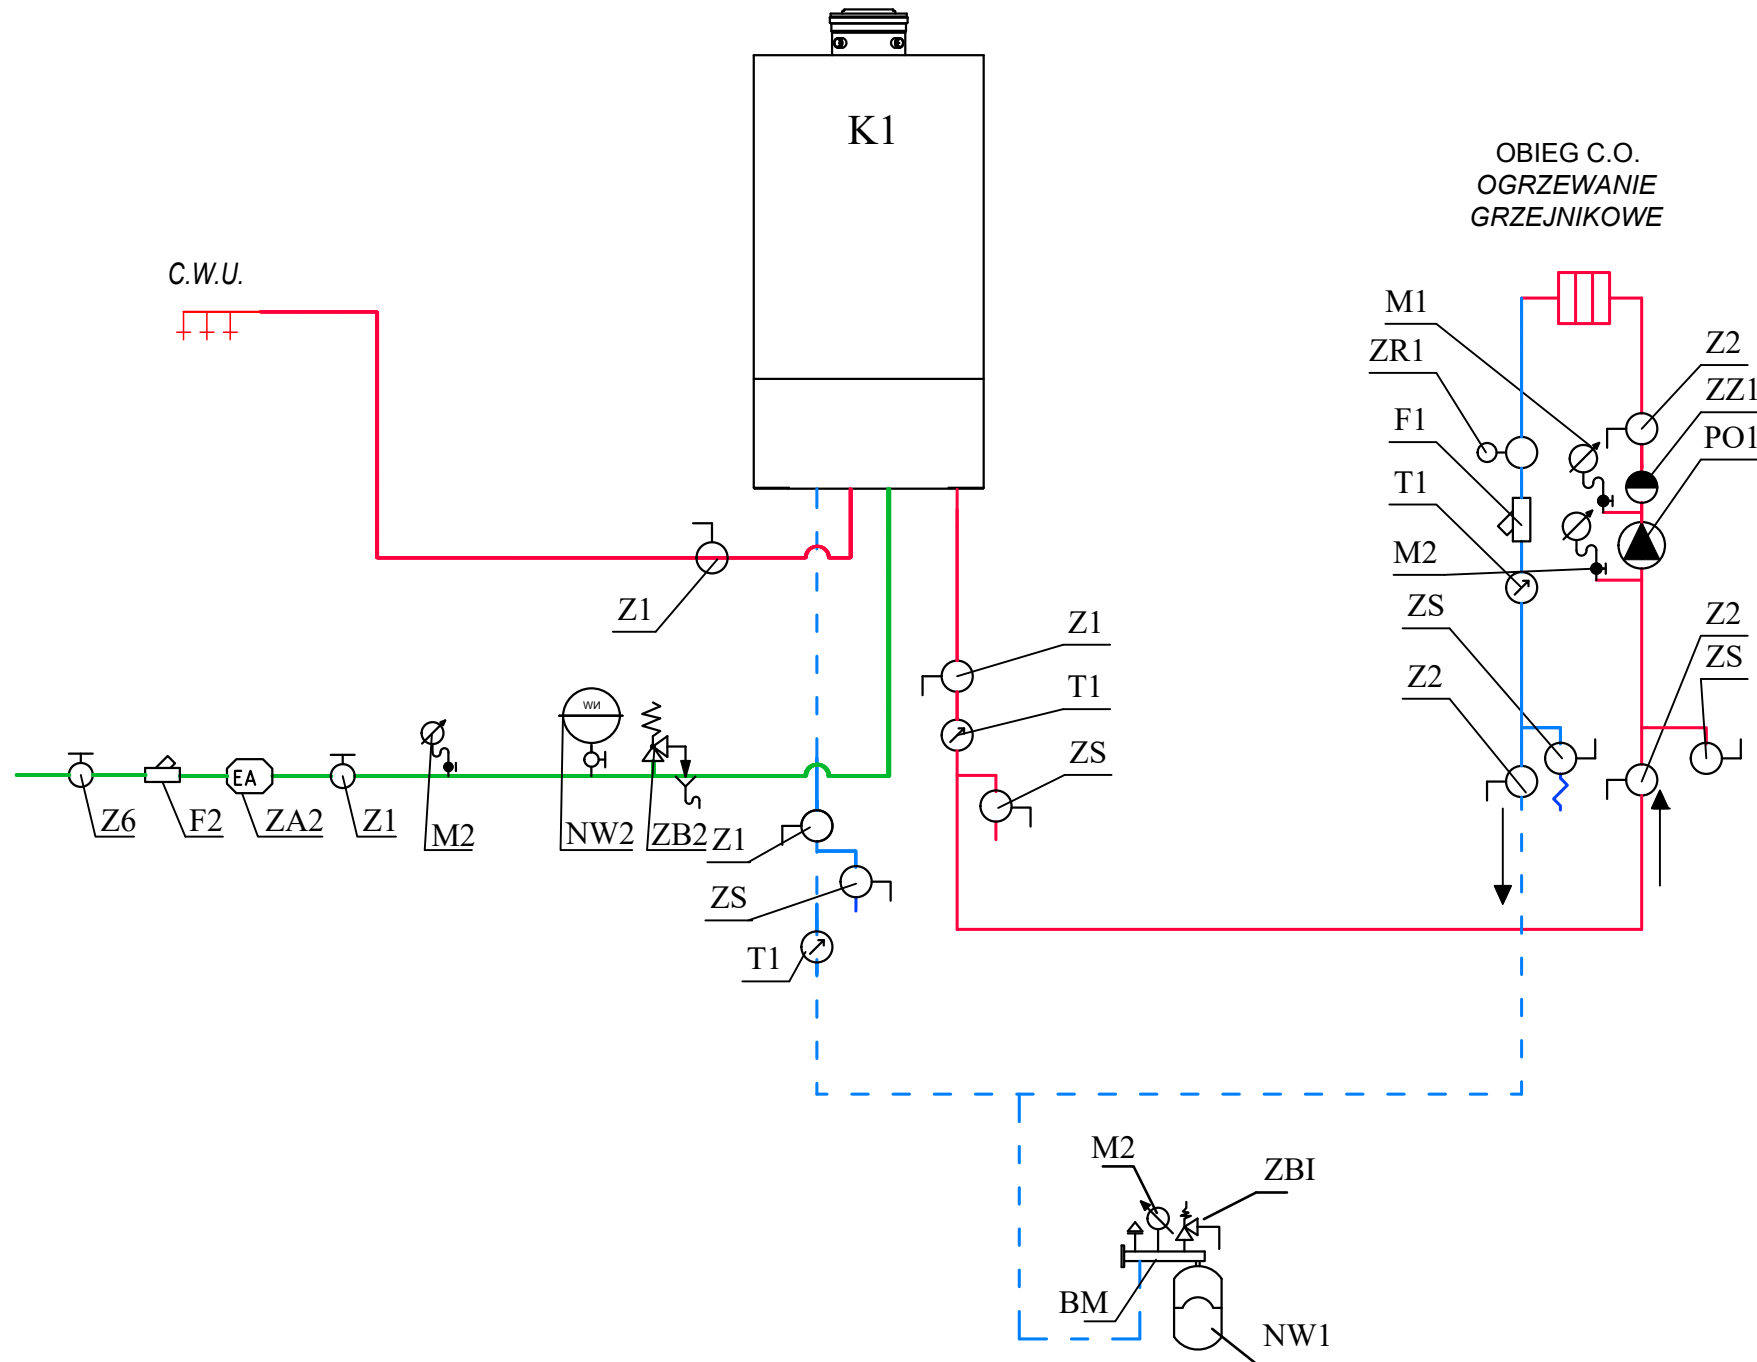 K1
OBIEG C.O.
OGRZEWANIE
GRZEJNIKOWE
C.W.U.
M1
ZR1
Z2
ZZ1
F1
PO1
T1
M2
Z1
ZS
Z2
Z1
Z2
ZS
T1
ZS
EA
Z6
F2
ZA2
Z1
M2
NW2
ZB2
Z1
ZS
T1
M2
ZBI
BM
NW1